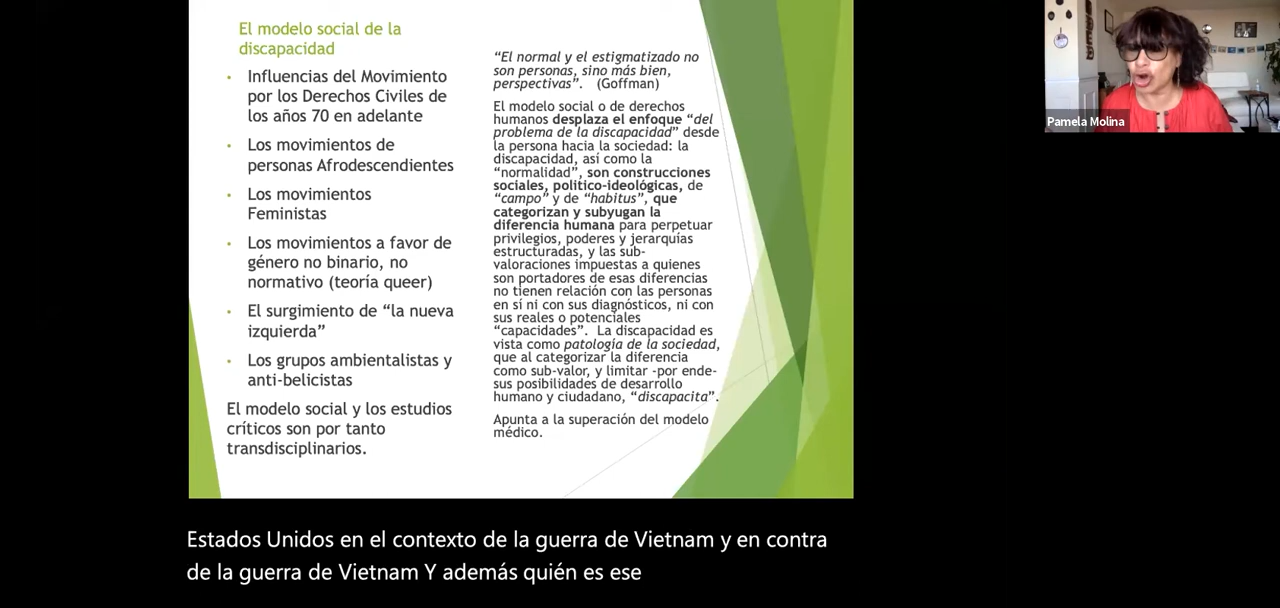 El modelo social de la
discapacidad
• Influencias del Movimiento
por los Derechos Civiles de
los años 70 en adelante
• Los movimientos de
personas Afrodescendientes
• Los movimientos
Feministas
• Los movimientos a favor de
género no binario, no
normativo (teoría queer)
• El surgimiento de “la nueva
izquierda”
• Los grupos ambientalistas y
anti-belicistas
El modelo social y los estudios
críticos son por tanto
transdisciplinarios.
“El normal y el estigmatizado no
son personas, sino más bien,
perspectivas”. (Goffman)
El modelo social o de derechos
humanos desplaza el enfoque “del
problema de la discapacidad” desde
la persona hacia la sociedad: la
discapacidad, así como la
“normalidad”, son construcciones
sociales, politico-ideológicas, de
“campo” y de “habitus”, que
categorizan y subyugan la
diferencia humana para perpetuar
privilegios, poderes y jerarquías
estructuradas, y las sub-
valoraciones impuestas a quienes
son portadores de esas diferencias
no tienen relación con las personas
en sí ni con sus diagnósticos, ni con
sus reales o potenciales
“capacidades”. La discapacidad es
vista como patología de la sociedad,
que al categorizar la diferencia
como sub-valor, y limitar -por ende-
sus posibilidades de desarrollo
humano y ciudadano, “discapacita”.
Apunta a la superación del modelo
médico.
Pamela Molina
Estados Unidos en el contexto de la guerra de Vietnam y en contra
de la guerra de Vietnam Y además quién es ese